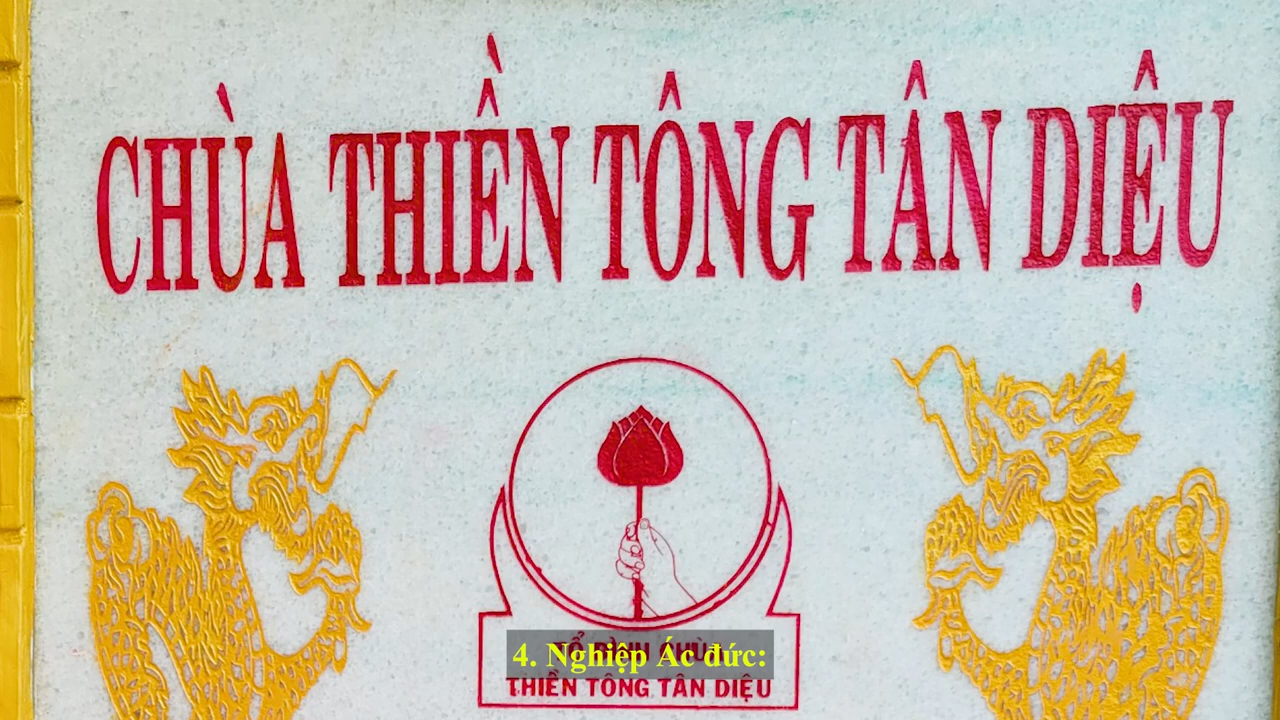 CHÙA THIỀN TÔNG TÂN DIỆU
4. Nghiệp Ác đức:
THIỀN TÔNG TÂN DIỆU